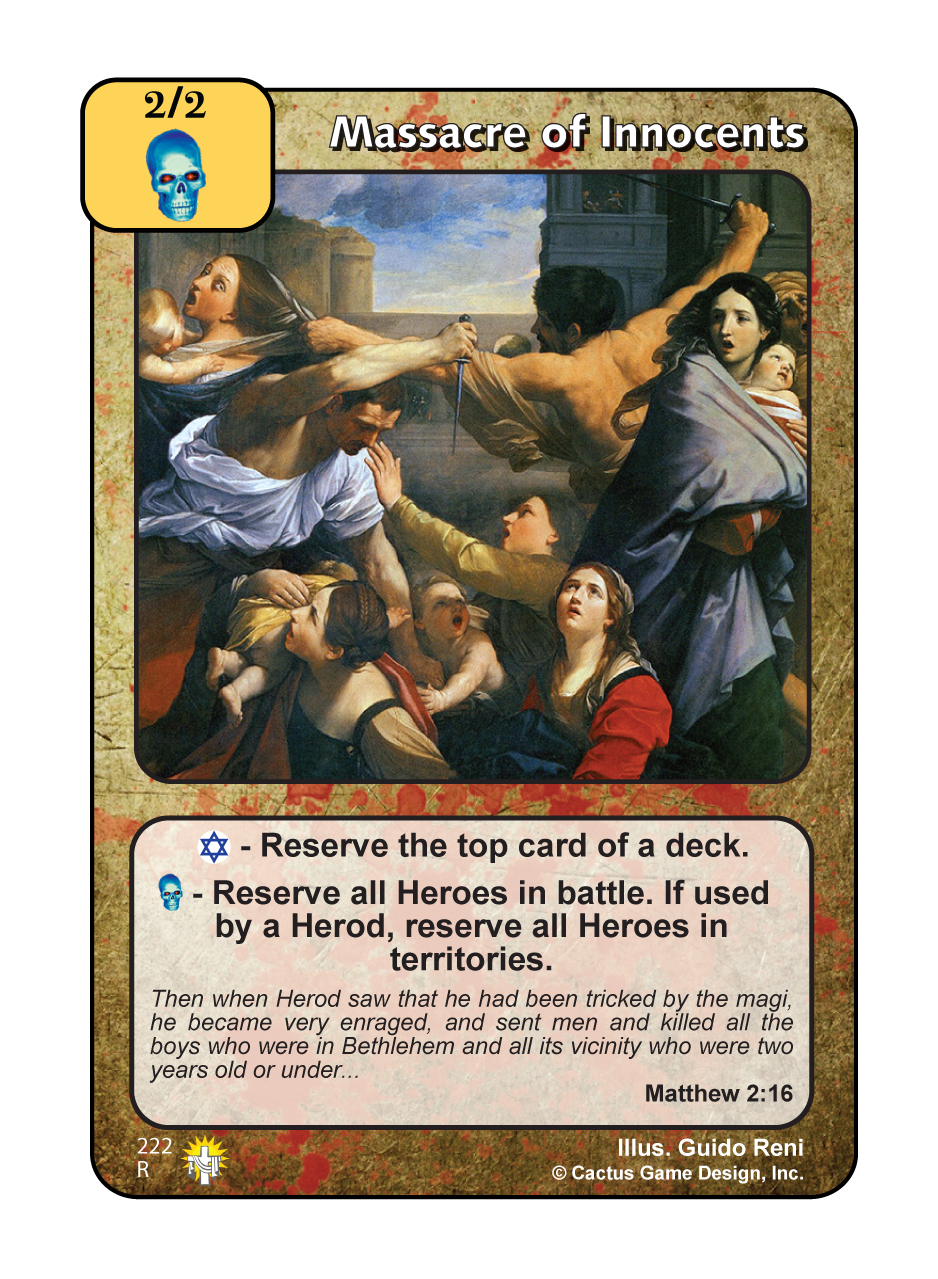 2/2
Massacre of Innocents
- Reserve the top card of a deck.
- Reserve all Heroes in battle. If used
by a Herod, reserve all Heroes in
territories.
Then when Herod saw that he had been tricked by the magi,
he became very enraged, and sent men and killed all the
boys who were in Bethlehem and all its vicinity who were two
years old or under...
Matthew 2:16
222
R
Illus. Guido Reni
© Cactus Game Design, Inc.